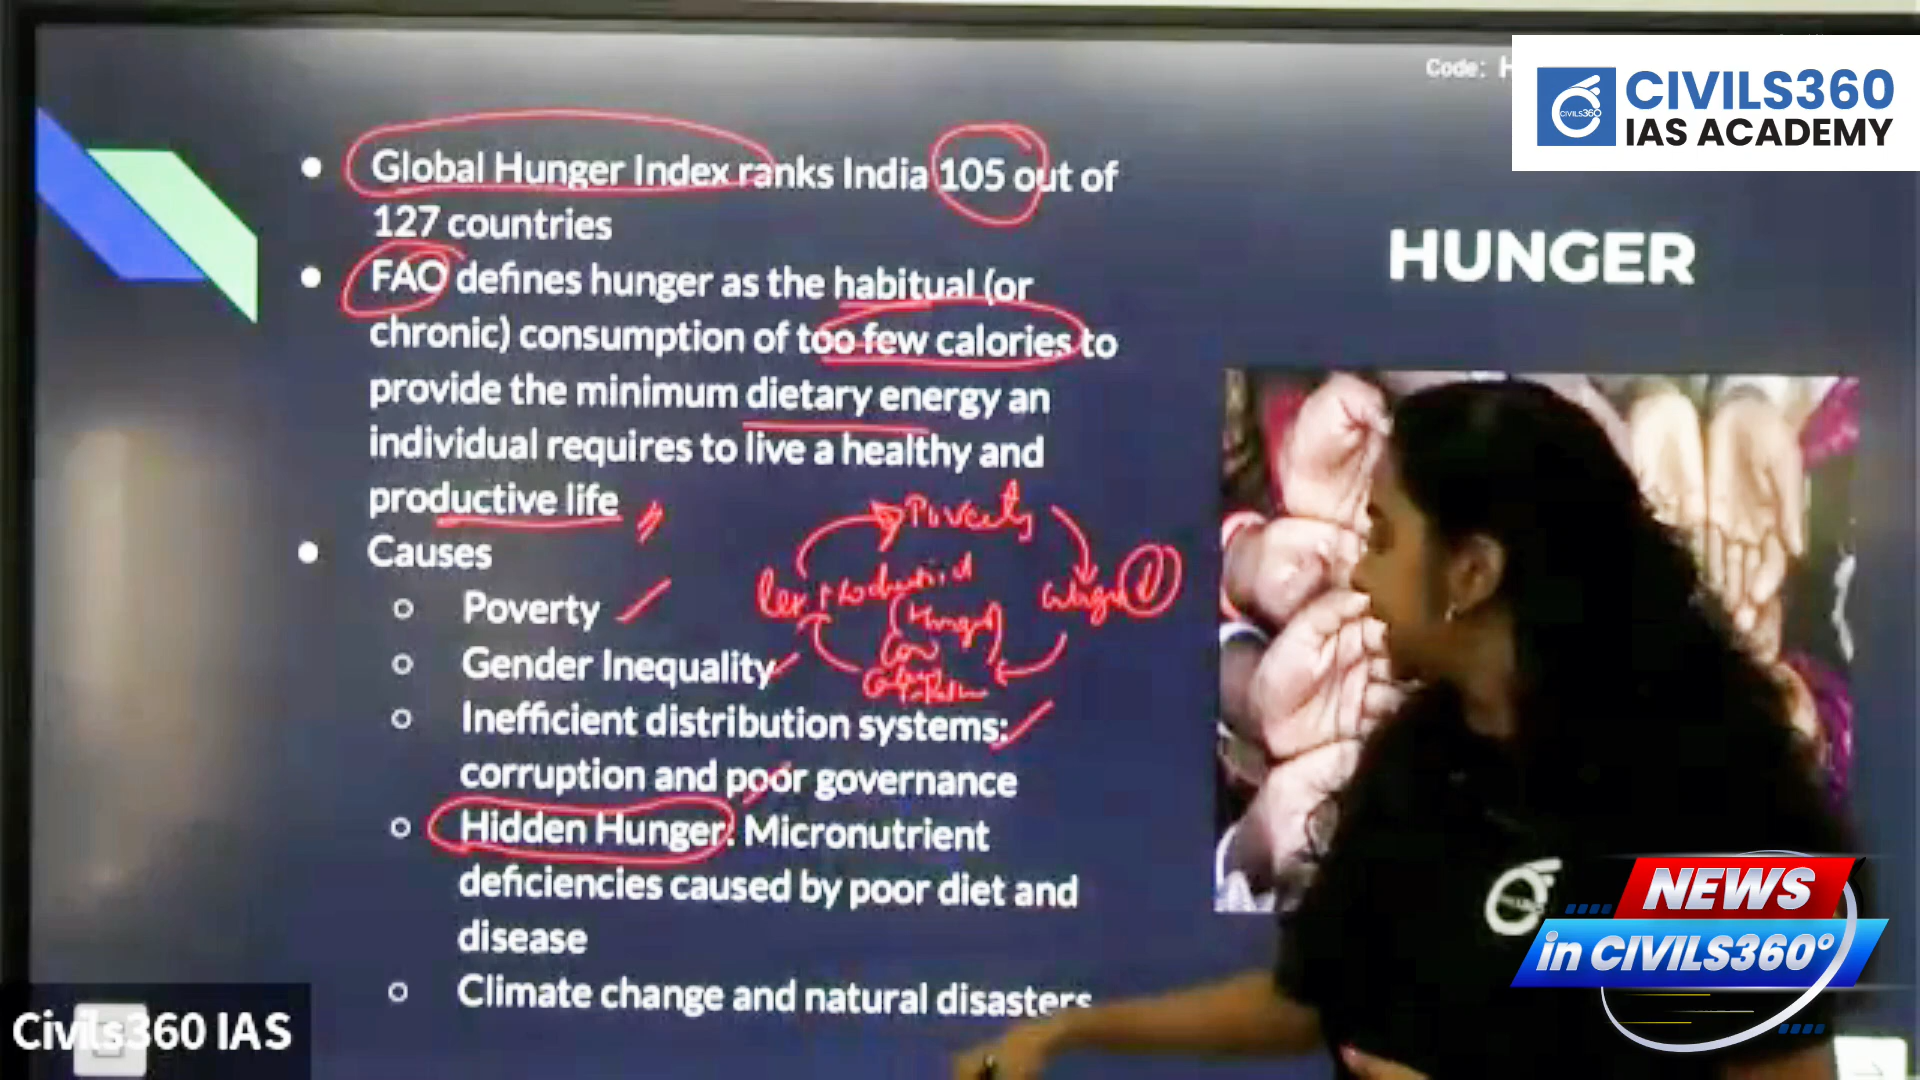 Code: H
CIVILS360
IAS ACADEMY
CIVILS360
HUNGER
Global Hunger Index ranks India 105 out of
127 countries
FAO defines hunger as the habitual (or
chronic) consumption of too few calories to
provide the minimum dietary energy an
individual requires to live a healthy and
productive life
Causes
Poverty
Gender Inequality
Inefficient distribution systems:
corruption and poor governance
Hidden Hunger: Micronutrient
deficiencies caused by poor diet and
disease
Climate change and natural disasters
Poverty
(Hunger)
Low
NEWS
in CIVILS360°
Civils360 IAS